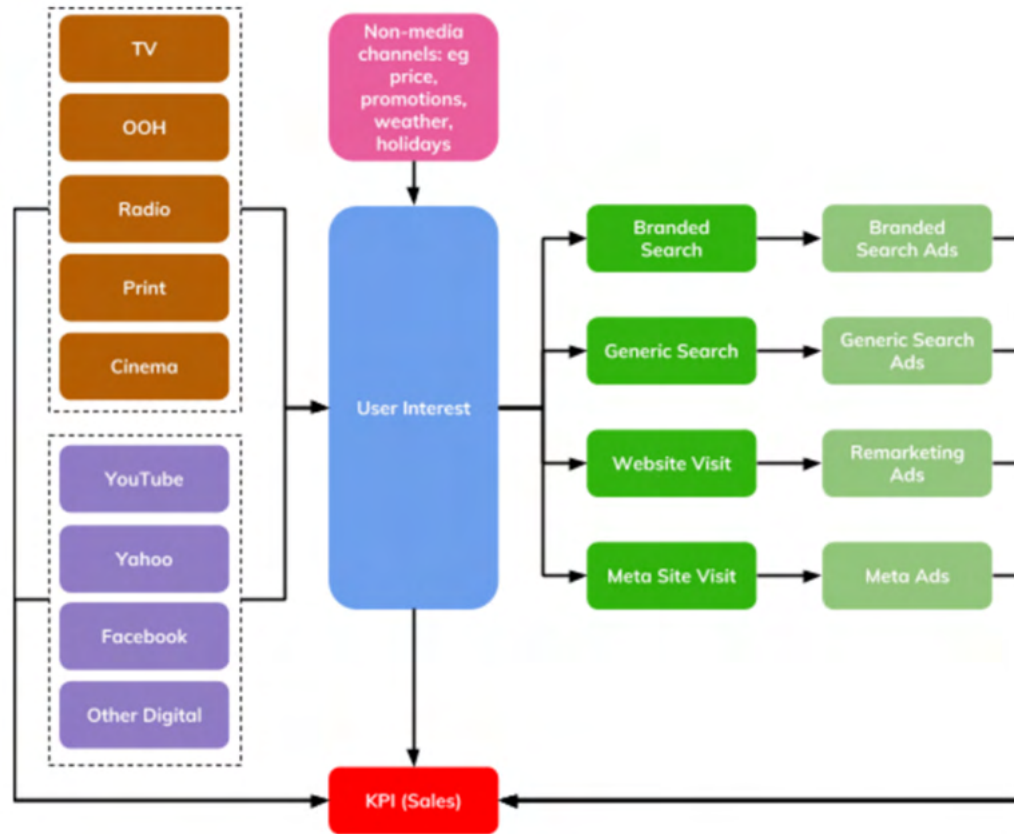 TV
OOH
Radio
Print
Cinema
YouTube
Yahoo
Facebook
Other Digital
Non-media
channels: eg
price,
promotions,
weather,
holidays
User Interest
KPI (Sales)
Branded
Search
Branded
Search Ads
Generic Search
Generic Search
Ads
Website Visit
Remarketing
Ads
Meta Site Visit
Meta Ads